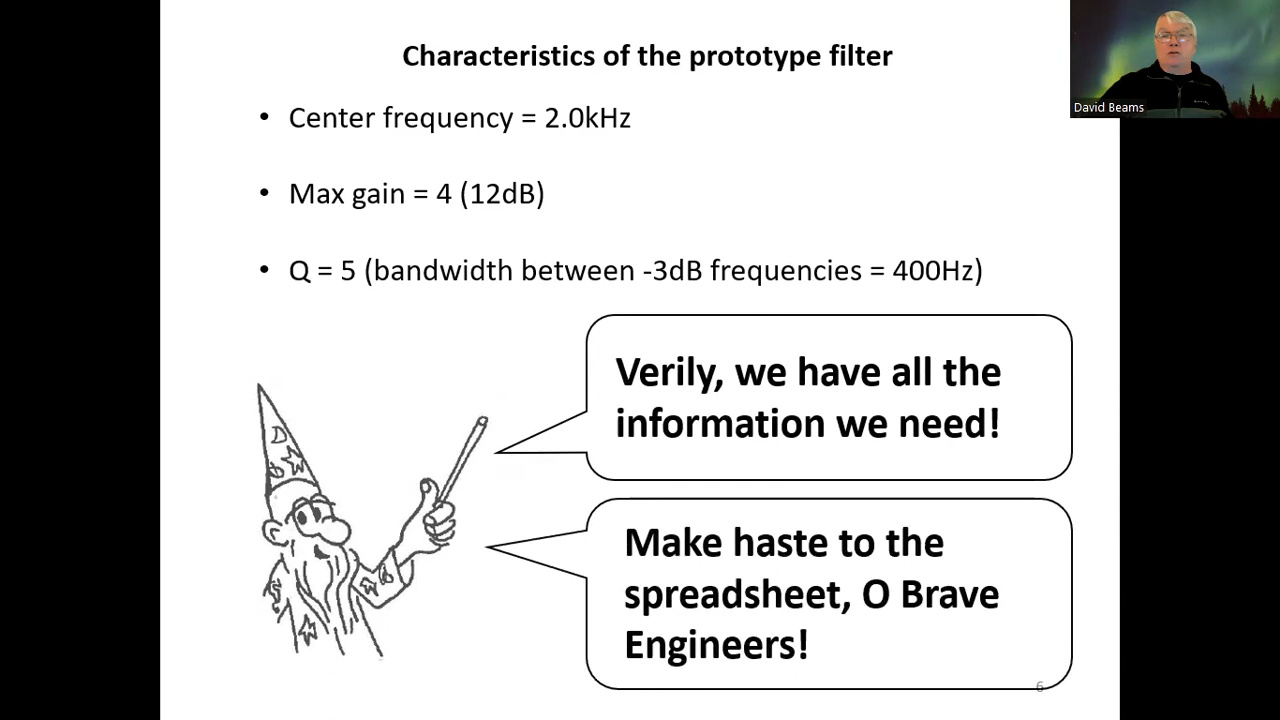 Characteristics of the prototype filter
• Center frequency = 2.0kHz
• Max gain = 4 (12dB)
• Q = 5 (bandwidth between -3dB frequencies = 400Hz)
Verily, we have all the
information we need!
Make haste to the
spreadsheet, O Brave
Engineers!
6
David Beams